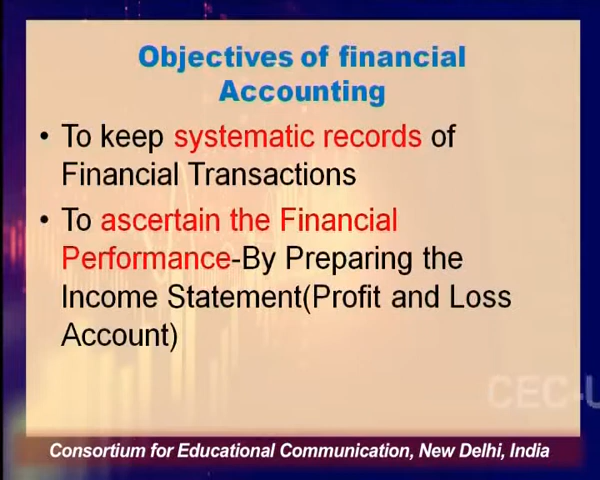 Objectives of financial
Accounting
• To keep systematic records of
Financial Transactions
• To ascertain the Financial
Performance-By Preparing the
Income Statement(Profit and Loss
Account)
CEC-U
Consortium for Educational Communication, New Delhi, India